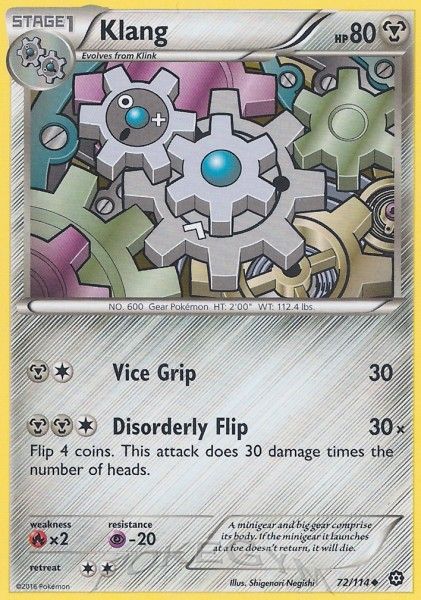 STAGE1
Klang
HP80
Evolves from Klink
NO. 600 Gear Pokémon HT: 2'00" WT: 112.4 lbs.
Vice Grip 30
Disorderly Flip 30×
Flip 4 coins. This attack does 30 damage times the
number of heads.
weakness
×2
resistance
-20
retreat
A minigear and big gear comprise
its body. If the minigear it launches
at a foe doesn't return, it will die.
Illus. Shigenori Negishi
72/114
©2016 Pokémon